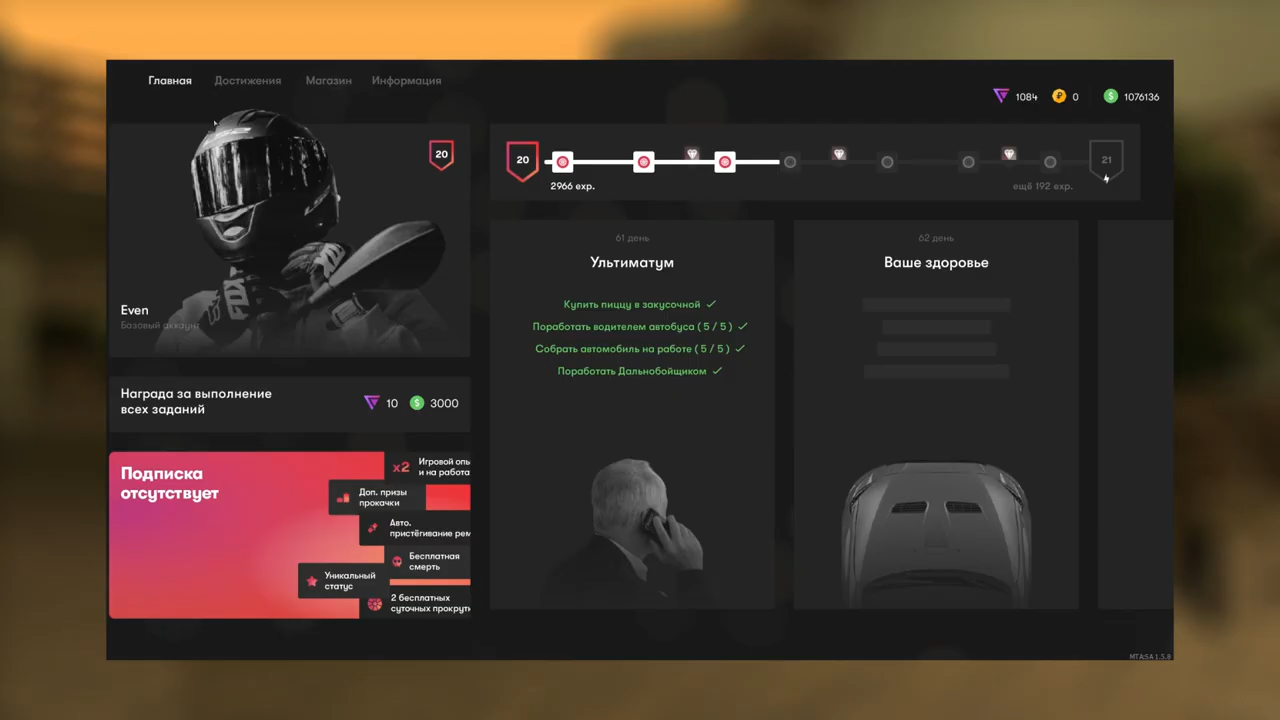 Главная Достижения Магазин Информация
1084 0 1076136
20
Even
Базовый аккаунт
20 21
2966 exp. ещё 192 exp.
Награда за выполнение
всех заданий
10 3000
Подписка
отсутствует
x2 Игровой опы
и на работа
Доп. призы
прокачки
Авто.
пристёгивание рем
Бесплатная
смерть
Уникальный
статус
2 бесплатных
суточных прокрути
61 день
Ультиматум
Купить пиццу в закусочной
Поработать водителем автобуса ( 5 / 5 )
Собрать автомобиль на работе ( 5 / 5 )
Поработать Дальнобойщиком
62 день
Ваше здоровье
FOX
MTA:SA 1.5.8